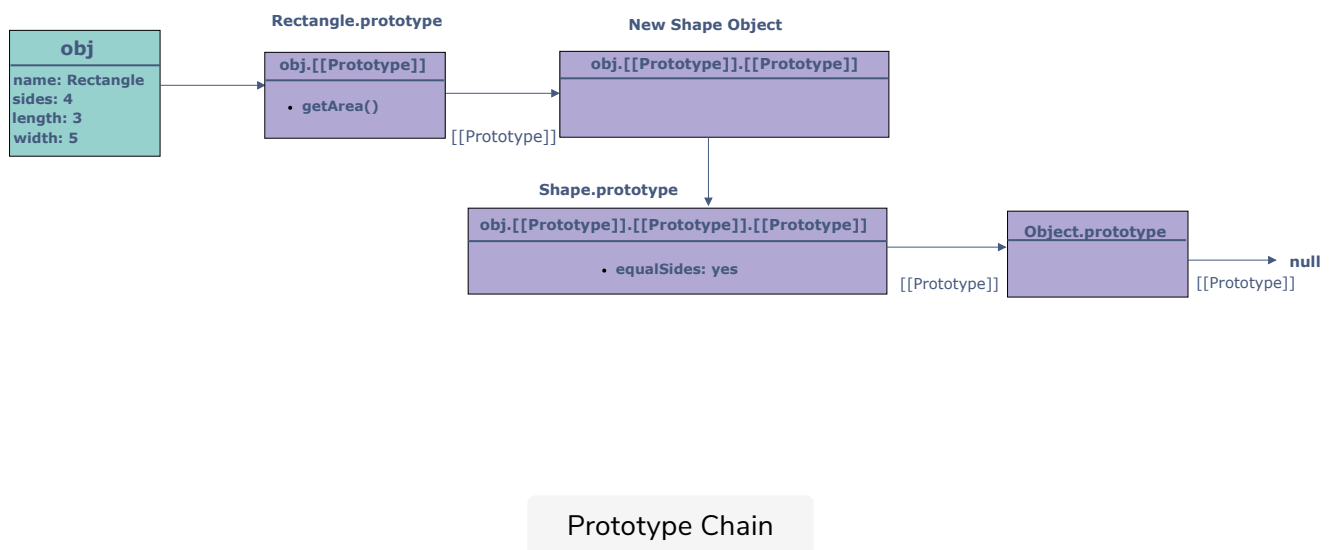 obj
name: Rectangle
sides: 4
length: 3
width: 5
Rectangle.prototype
obj.[[Prototype]]
• getArea()
[[Prototype]]
New Shape Object
obj.[[Prototype]].[[Prototype]]
Shape.prototype
obj.[[Prototype]].[[Prototype]].[[Prototype]]
• equalSides: yes
[[Prototype]]
Object.prototype
[[Prototype]]
null
Prototype Chain